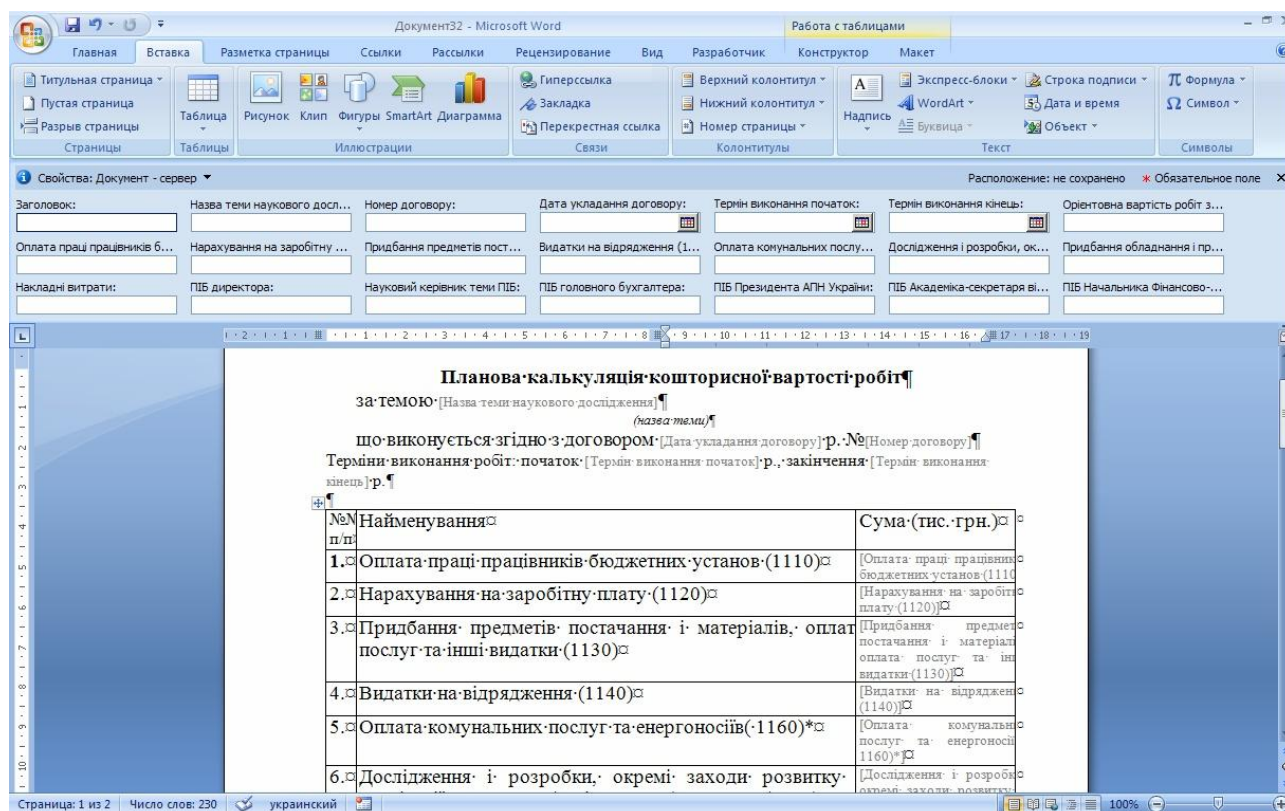 Документ32 - Microsoft Word
Работа с таблицами
Главная Вставка Разметка страницы Ссылки Рассылки Рецензирование Вид Разработчик Конструктор Макет
Титульная страница
Пустая страница
Разрыв страницы
Страницы
Таблица
Таблицы
Рисунок Клип Фигуры SmartArt Диаграмма
Иллюстрации
Гиперссылка
Закладка
Перекрестная ссылка
Связи
Верхний колонтитул
Нижний колонтитул
Номер страницы
Колонтитулы
Надпись
Экспресс-блоки
WordArt
Буквица
Строка подписи
Дата и время
Объект
Текст
π Формула
Ω Символ
Символы
Свойства: Документ - сервер
Расположение: не сохранено * Обязательное поле
Заголовок: Назва теми наукового досл... Номер договору: Дата укладання договору: Термін виконання початок: Термін виконання кінець: Орієнтовна вартість робіт з...
Оплата праці працівників б... Нарахування на заробітну ... Придбання предметів пост... Видатки на відрядження (1... Оплата комунальних послу... Дослідження і розробки, ок... Придбання обладнання і пр...
Накладні витрати: ПІБ директора: Науковий керівник теми ПІБ: ПІБ головного бухгалтера: ПІБ Президента АПН України: ПІБ Академіка-секретаря ві... ПІБ Начальника Фінансово-...
Планова·калькуляція·кошторисної·вартості·робіт¶
за·темою·[Назва·теми·наукового·дослідження]¶
(назва·теми)¶
що·виконується·згідно·з·договором·[Дата·укладання·договору]·р.·№[Номер·договору]¶
Терміни·виконання·робіт:·початок·[Термін·виконання·початок]·р.,·закінчення·[Термін·виконання·
кінець]·р.¶
¶
№№ п/п¤ Найменування¤ Сума·(тис.·грн.)¤
1.¤ Оплата·праці·працівників·бюджетних·установ·(1110)¤
[Оплата· праці· працівник
бюджетних·установ·(1110
2.¤ Нарахування·на·заробітну·плату·(1120)¤
[Нарахування· на· заробіт
плату·(1120)]¤
3.¤ Придбання· предметів· постачання· і· матеріалів,· оплат
послуг·та·інші·видатки·(1130)¤
[Придбання· предмет
постачання· і· матеріалі
оплата· послуг· та· інш
видатки·(1130)]¤
4.¤ Видатки·на·відрядження·(1140)¤
[Видатки· на· відряджен
(1140)]¤
5.¤ Оплата·комунальних·послуг·та·енергоносіїв(·1160)*¤
[Оплата· комунальн
послуг· та· енергоносії
1160)*]¤
6.¤ Дослідження· і· розробки,· окремі· заходи· розвитку·
[Дослідження· і· розробк
Страница: 1 из 2 Число слов: 230 украинский 100%